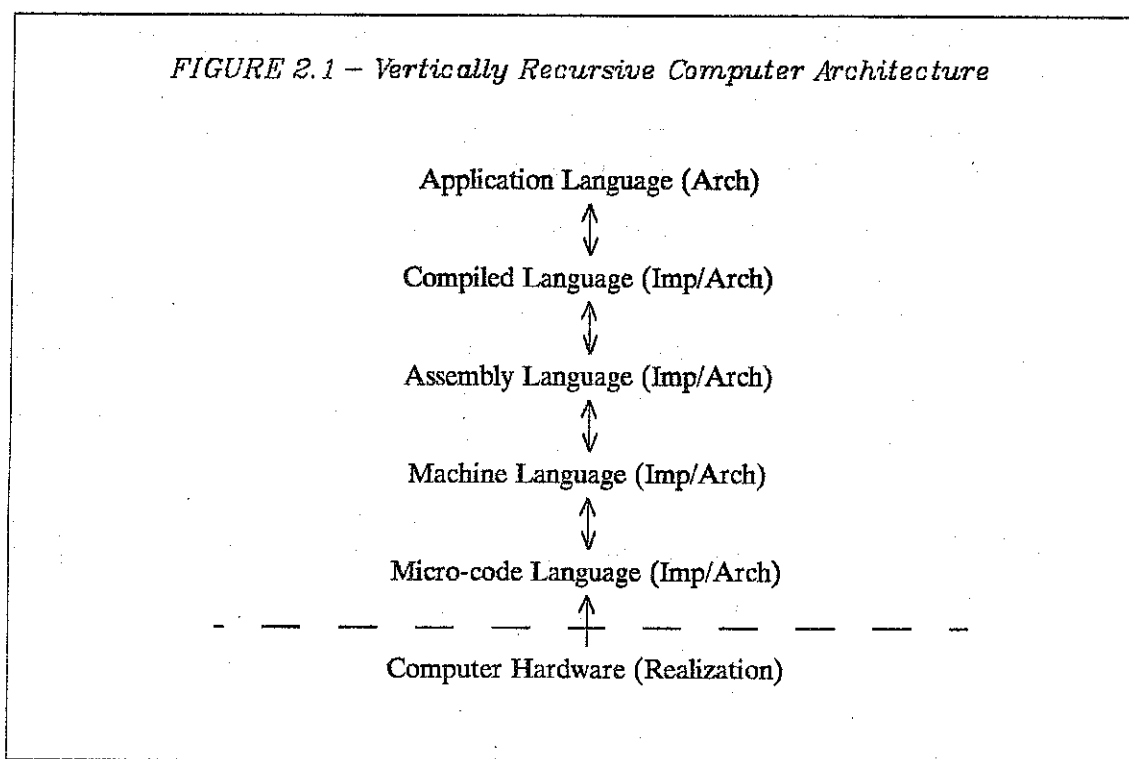 FIGURE 2.1 – Vertically Recursive Computer Architecture
Application Language (Arch)
Compiled Language (Imp/Arch)
Assembly Language (Imp/Arch)
Machine Language (Imp/Arch)
Micro-code Language (Imp/Arch)
Computer Hardware (Realization)